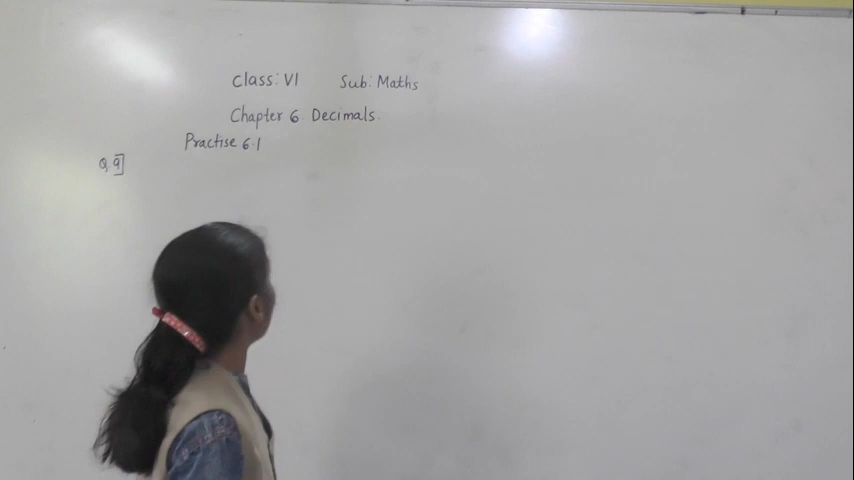 Class: VI Sub: Maths
Chapter 6. Decimals.
Practise 6.1
Q.9]